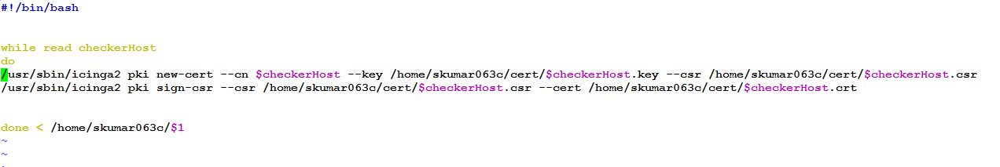 #!/bin/bash
while read checkerHost
do
/usr/sbin/icinga2 pki new-cert --cn $checkerHost --key /home/skumar063c/cert/$checkerHost.key --csr /home/skumar063c/cert/$checkerHost.csr
/usr/sbin/icinga2 pki sign-csr --csr /home/skumar063c/cert/$checkerHost.csr --cert /home/skumar063c/cert/$checkerHost.crt
done < /home/skumar063c/$1
~
~
~